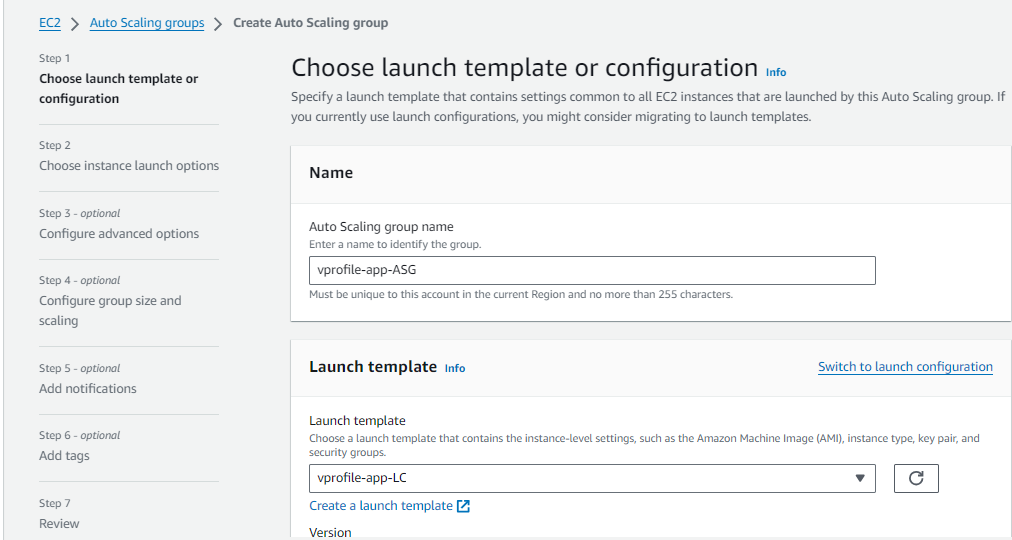 EC2 > Auto Scaling groups > Create Auto Scaling group
Step 1
Choose launch template or
configuration
Step 2
Choose instance launch options
Step 3 - optional
Configure advanced options
Step 4 - optional
Configure group size and
scaling
Step 5 - optional
Add notifications
Step 6 - optional
Add tags
Step 7
Review
Choose launch template or configuration Info
Specify a launch template that contains settings common to all EC2 instances that are launched by this Auto Scaling group. If
you currently use launch configurations, you might consider migrating to launch templates.
Name
Auto Scaling group name
Enter a name to identify the group.
vprofile-app-ASG
Must be unique to this account in the current Region and no more than 255 characters.
Launch template Info
Switch to launch configuration
Launch template
Choose a launch template that contains the instance-level settings, such as the Amazon Machine Image (AMI), instance type, key pair, and
security groups.
vprofile-app-LC
Create a launch template
Version